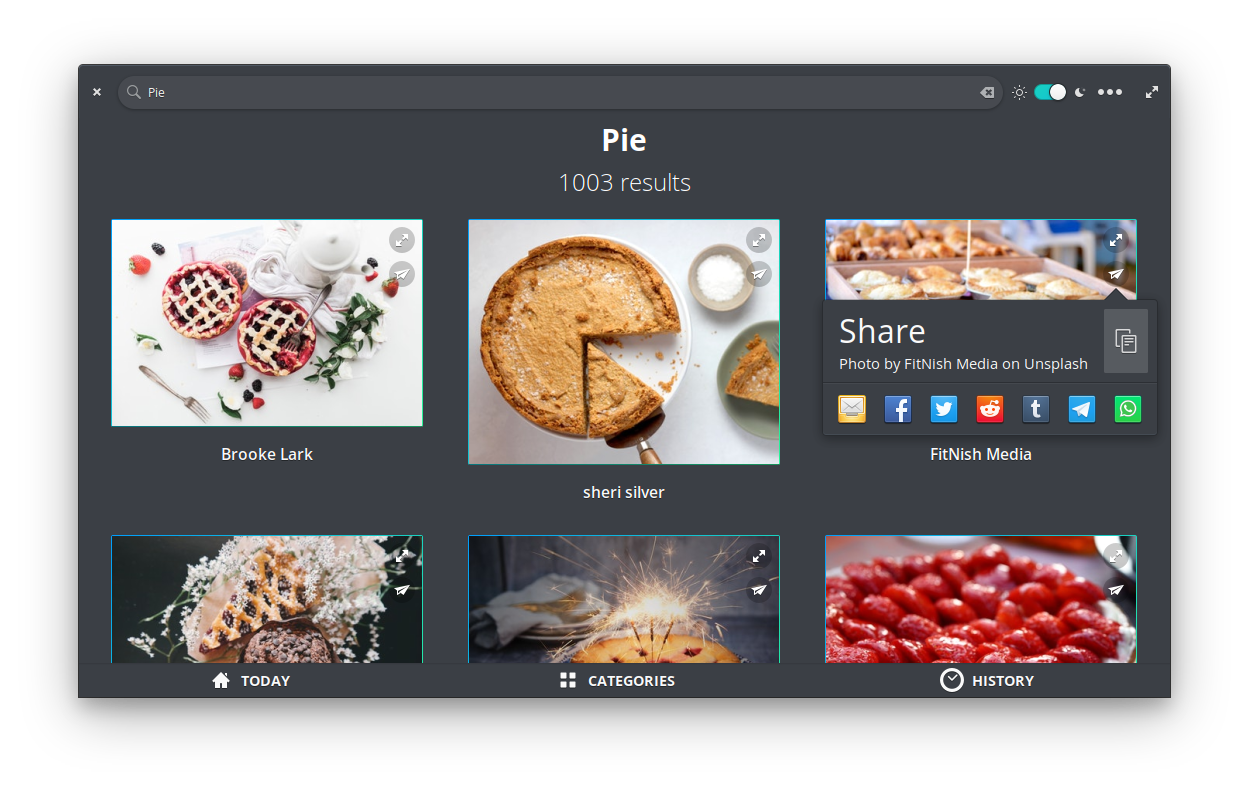 Pie
Pie
1003 results
Share
Photo by FitNish Media on Unsplash
Brooke Lark
FitNish Media
sheri silver
TODAY
CATEGORIES
HISTORY